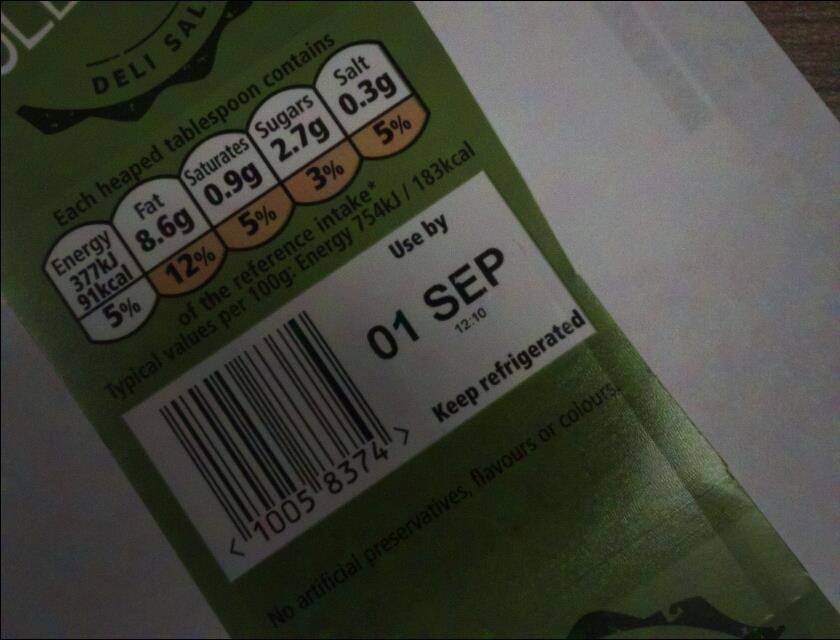 DELI SAL
Each heaped tablespoon contains
Energy
377kJ
91kcal
5%
Fat
8.6g
12%
Saturates
0.9g
5%
Sugars
2.7g
3%
Salt
0.3g
5%
of the reference intake*
Typical values per 100g: Energy 754kJ / 183kcal
Use by
01 SEP
12:10
Keep refrigerated
< 1005 8374 >
No artificial preservatives, flavours or colours.